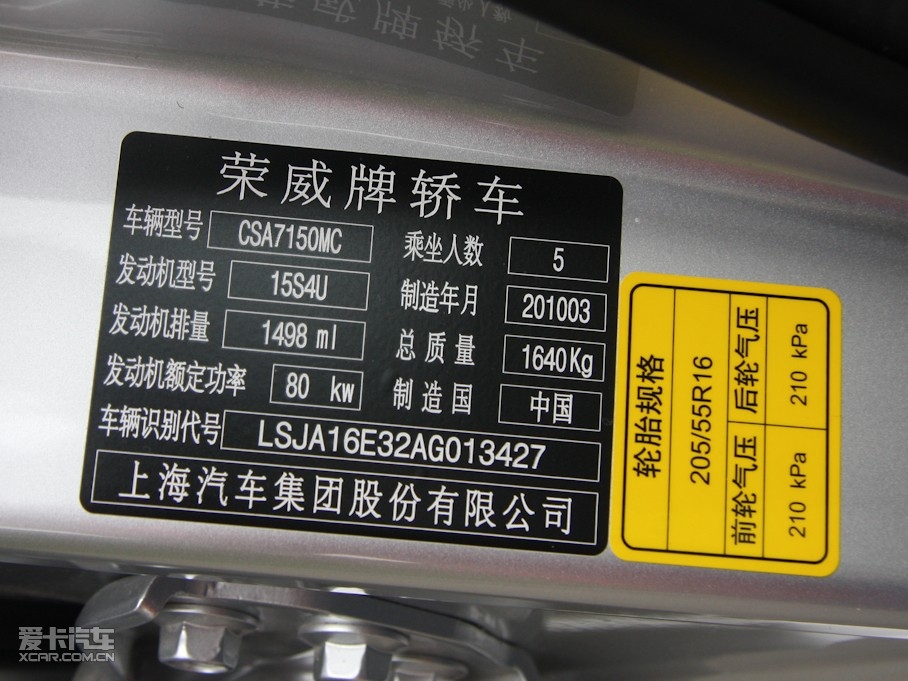 荣威牌轿车
车辆型号 CSA7150MC 乘坐人数 5
发动机型号 15S4U 制造年月 201003
发动机排量 1498 ml 总质量 1640Kg
发动机额定功率 80 kw 制造国 中国
车辆识别代号 LSJA16E32AG013427
上海汽车集团股份有限公司
轮胎规格
205/55R16
前轮气压 后轮气压
210 kPa 210 kPa
爱卡汽车
XCAR.COM.CN
荣威牌轿车